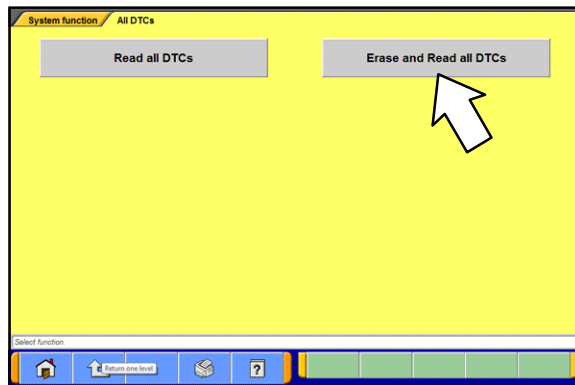 System function All DTCs
Read all DTCs Erase and Read all DTCs
Select function.
Return one level
?